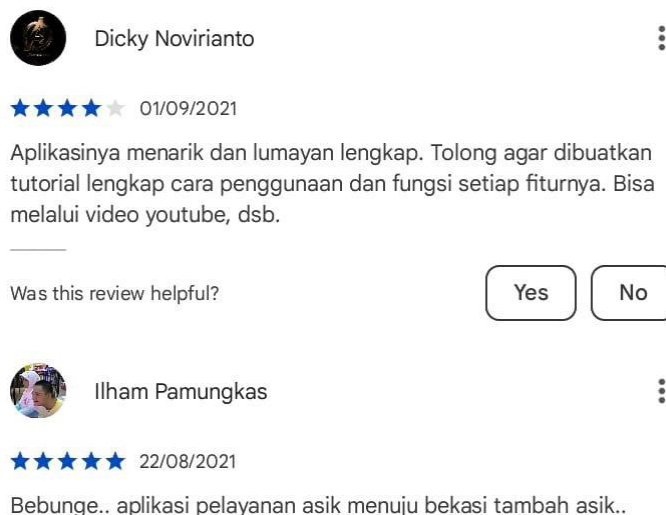 Dicky Novirianto
01/09/2021
Aplikasinya menarik dan lumayan lengkap. Tolong agar dibuatkan
tutorial lengkap cara penggunaan dan fungsi setiap fiturnya. Bisa
melalui video youtube, dsb.
Was this review helpful?
Yes
No
Ilham Pamungkas
22/08/2021
Bebunge.. aplikasi pelayanan asik menuju bekasi tambah asik..